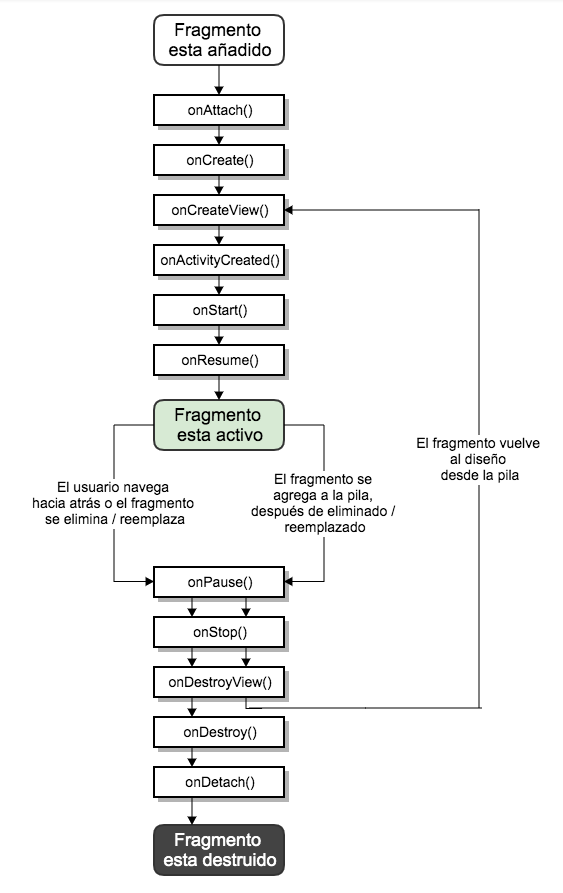 Fragmento
esta añadido
onAttach()
onCreate()
onCreateView()
onActivityCreated()
onStart()
onResume()
Fragmento
esta activo
El usuario navega
hacia atrás o el fragmento
se elimina / reemplaza
El fragmento se
agrega a la pila,
después de eliminado /
reemplazado
El fragmento vuelve
al diseño
desde la pila
onPause()
onStop()
onDestroyView()
onDestroy()
onDetach()
Fragmento
esta destruido